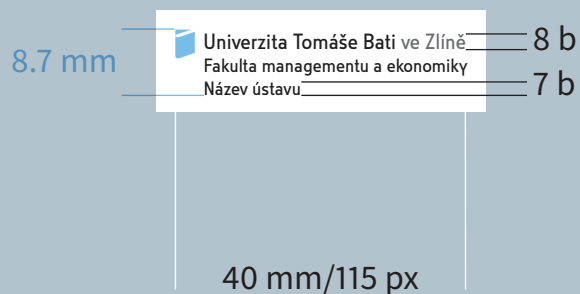 Univerzita Tomáše Bati ve Zlíně
8 b
8.7 mm
Fakulta managementu a ekonomiky
Název ústavu
7 b
40 mm/115 px